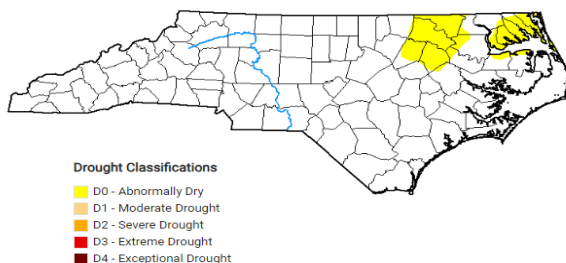 Drought Classifications
D0 - Abnormally Dry
D1 - Moderate Drought
D2 - Severe Drought
D3 - Extreme Drought
D4 - Exceptional Drought